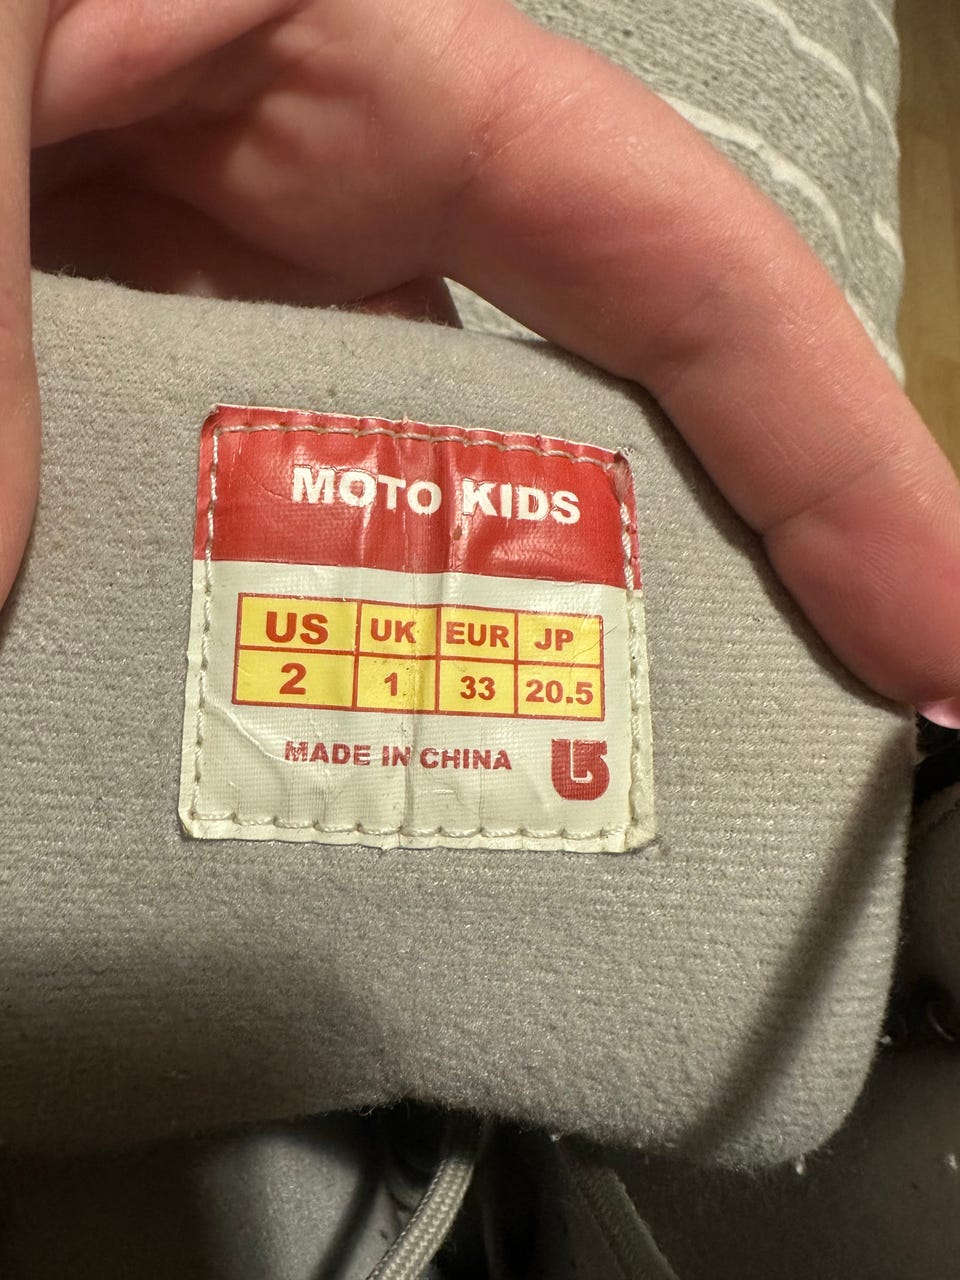 MOTO KIDS
US UK EUR JP
2 1 33 20.5
MADE IN CHINA